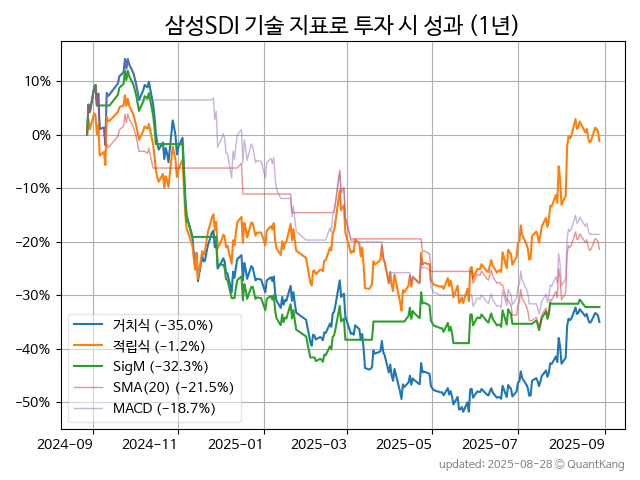 삼성SDI 기술 지표로 투자 시 성과 (1년)
10%
0%
−10%
−20%
−30%
−40%
−50%
거치식 (−35.0%)
적립식 (−1.2%)
SigM (−32.3%)
SMA(20) (−21.5%)
MACD (−18.7%)
2024-09 2024-11 2025-01 2025-03 2025-05 2025-07 2025-09
updated: 2025-08-28 © QuantKang